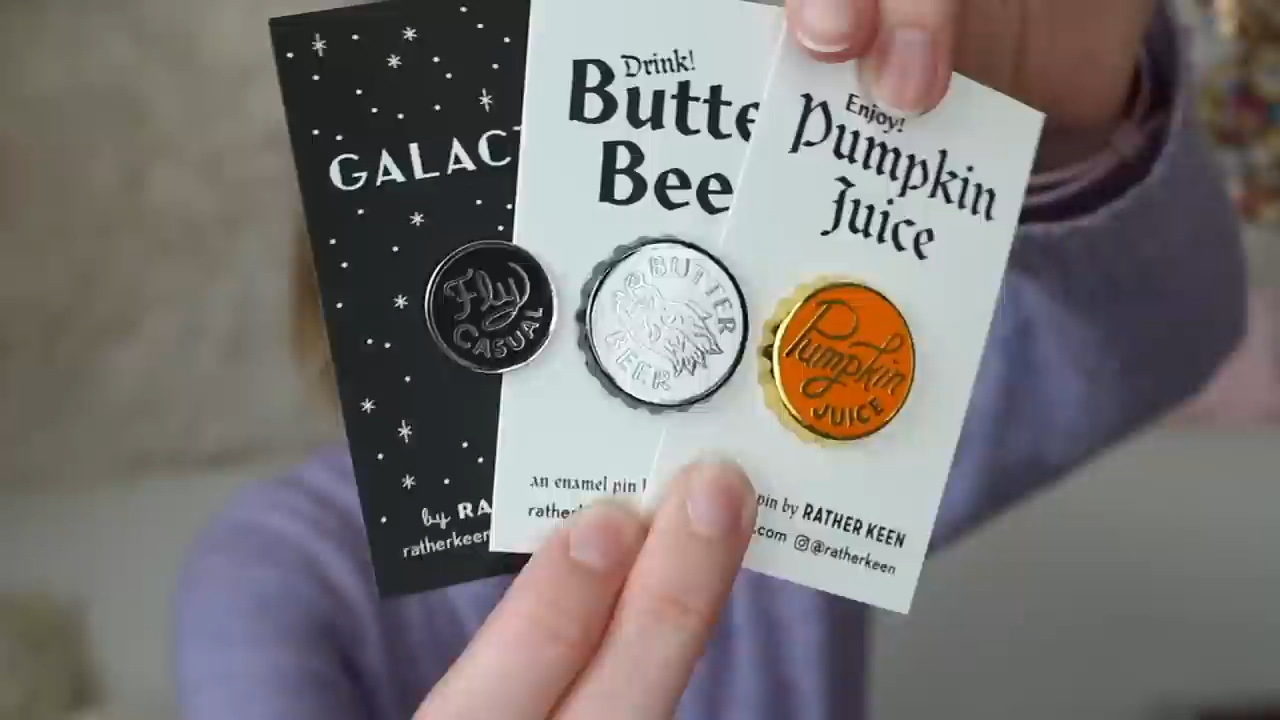 GALACT
Fly
CASUAL
by RA
ratherkeen
Drink!
Butte
Bee
BUTTER
BEER
an enamel pin
rather
Enjoy!
Pumpkin
Juice
Pumpkin
JUICE
pin by RATHER KEEN
.com @ratherkeen